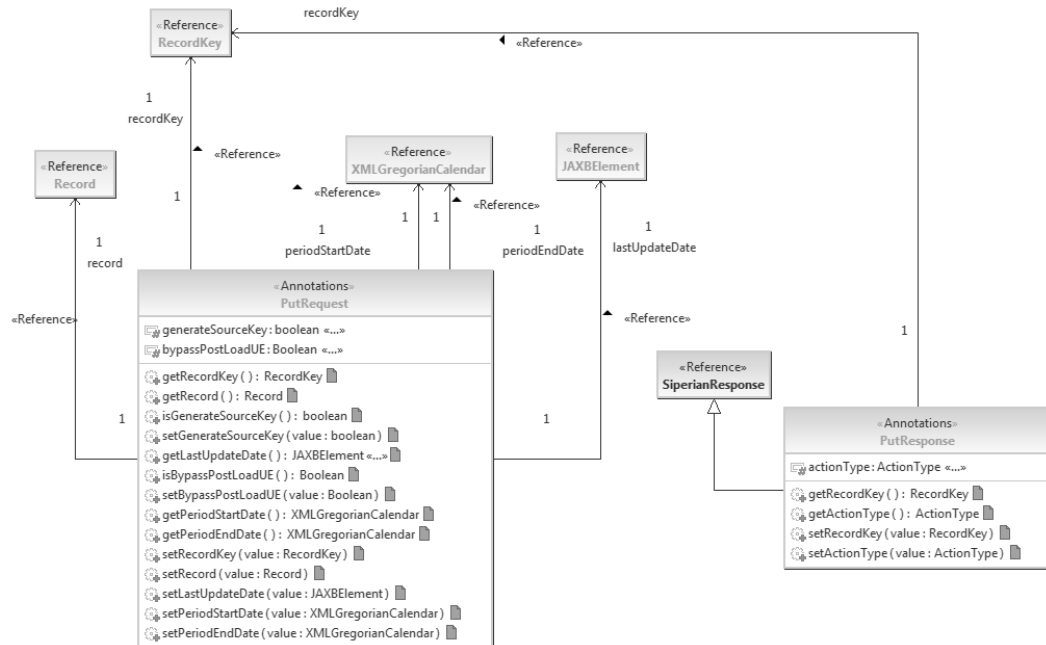 recordKey
«Reference»
RecordKey
«Reference»
1
recordKey
«Reference»
«Reference»
Record
«Reference»
XMLGregorianCalendar
«Reference»
JAXBElement
«Reference»
«Reference»
1
1
1
1
periodStartDate
1
periodEndDate
1
lastUpdateDate
1
record
«Reference»
«Reference»
1
1
1
«Annotations»
PutRequest
generateSourceKey : boolean «...»
bypassPostLoadUE : Boolean «...»
getRecordKey ( ) : RecordKey
getRecord ( ) : Record
isGenerateSourceKey ( ) : boolean
setGenerateSourceKey ( value : boolean )
getLastUpdateDate ( ) : JAXBElement «...»
isBypassPostLoadUE ( ) : Boolean
setBypassPostLoadUE ( value : Boolean )
getPeriodStartDate ( ) : XMLGregorianCalendar
getPeriodEndDate ( ) : XMLGregorianCalendar
setRecordKey ( value : RecordKey )
setRecord ( value : Record )
setLastUpdateDate ( value : JAXBElement )
setPeriodStartDate ( value : XMLGregorianCalendar )
setPeriodEndDate ( value : XMLGregorianCalendar )
«Reference»
SiperianResponse
«Annotations»
PutResponse
actionType : ActionType «...»
getRecordKey ( ) : RecordKey
getActionType ( ) : ActionType
setRecordKey ( value : RecordKey )
setActionType ( value : ActionType )